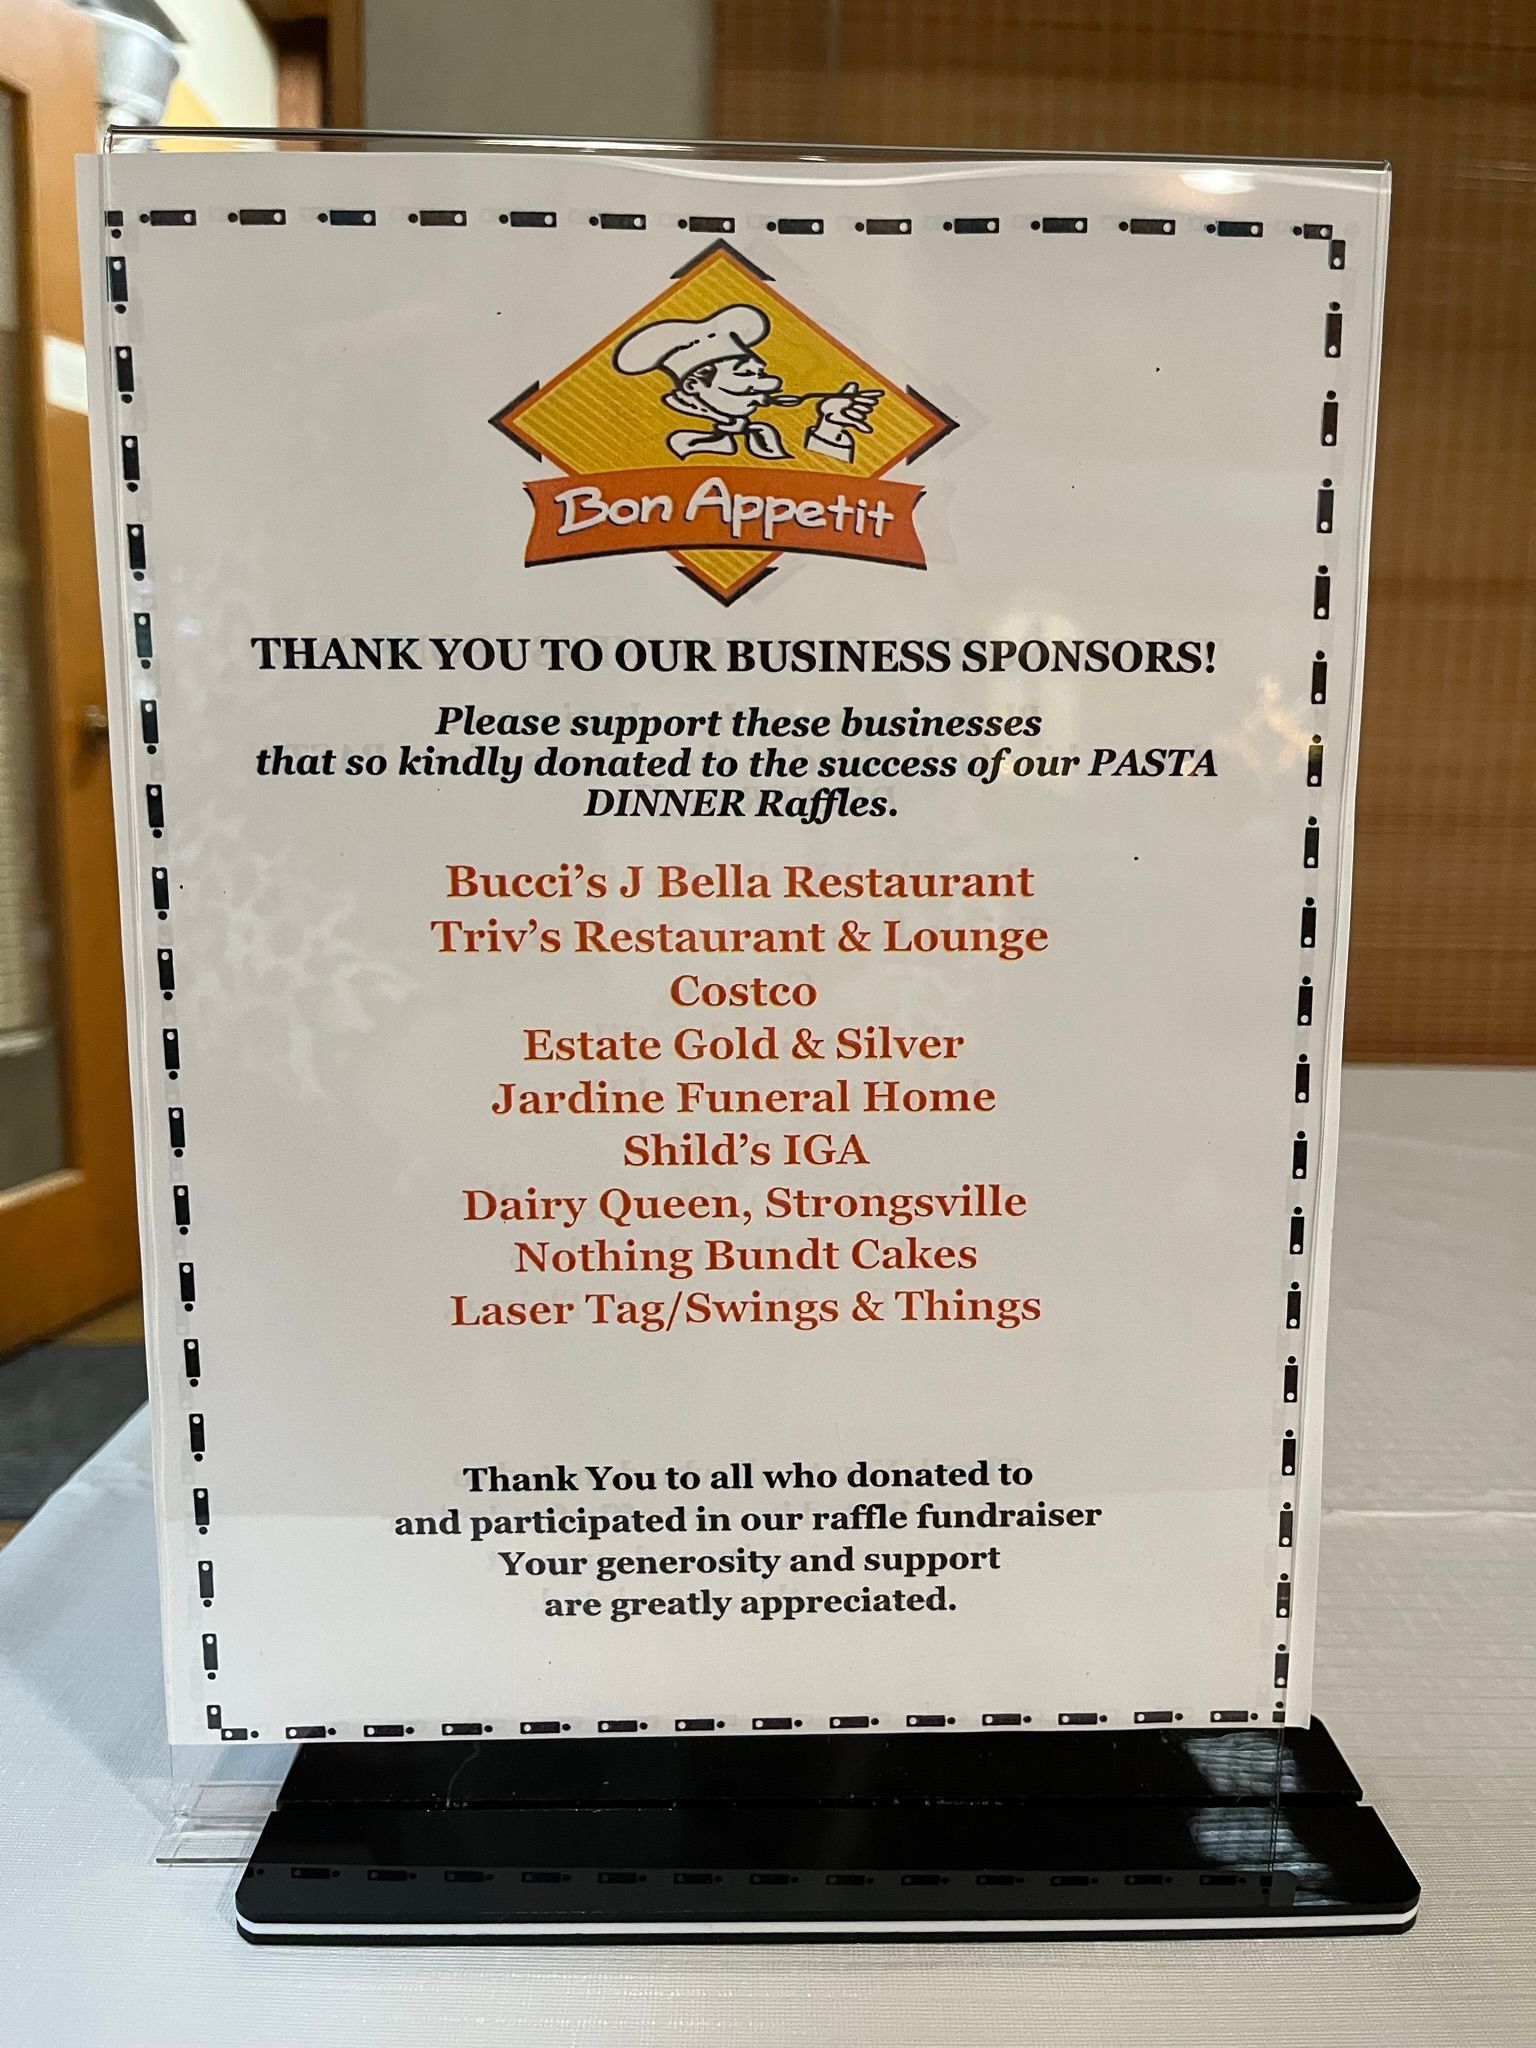 Bon Appetit
THANK YOU TO OUR BUSINESS SPONSORS!
Please support these businesses
that so kindly donated to the success of our PASTA
DINNER Raffles.
Bucci's J Bella Restaurant
Triv's Restaurant & Lounge
Costco
Estate Gold & Silver
Jardine Funeral Home
Shild's IGA
Dairy Queen, Strongsville
Nothing Bundt Cakes
Laser Tag/Swings & Things
Thank You to all who donated to
and participated in our raffle fundraiser
Your generosity and support
are greatly appreciated.